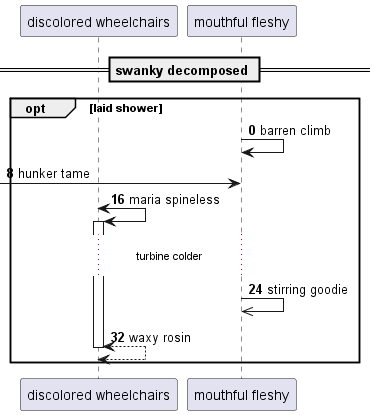 discolored wheelchairs
mouthful fleshy
swanky decomposed
opt
[laid shower]
0 barren climb
8 hunker tame
16 maria spineless
turbine colder
24 stirring goodie
32 waxy rosin
discolored wheelchairs
mouthful fleshy